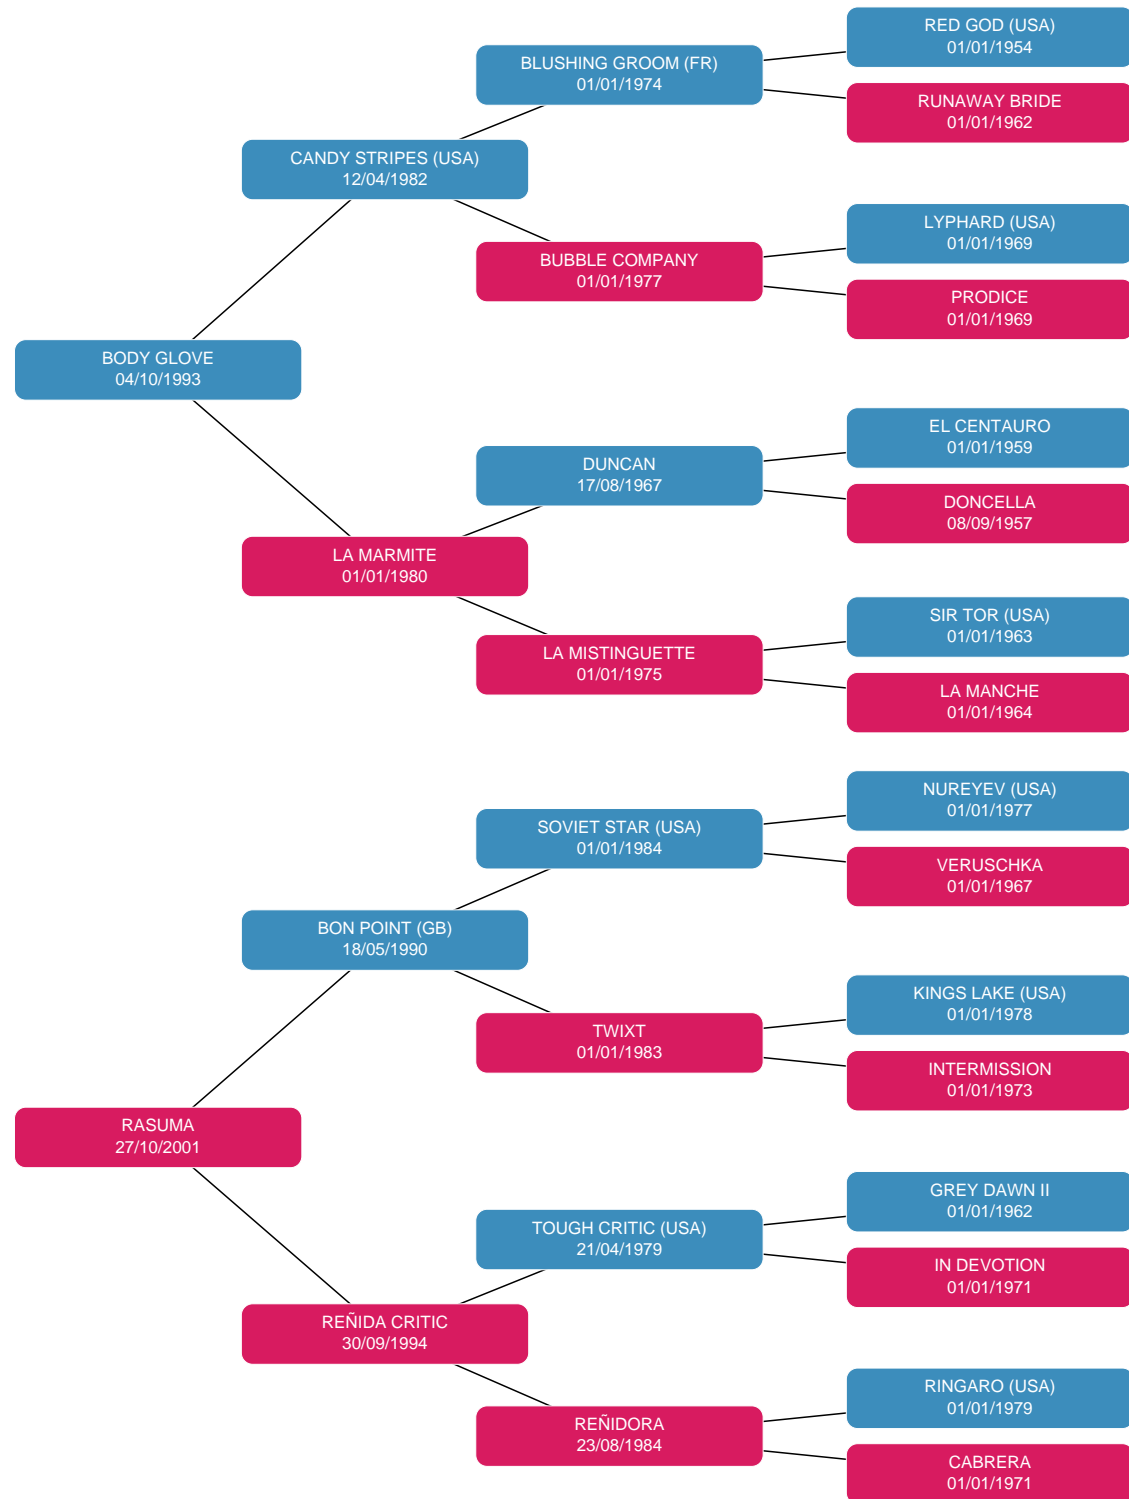 RED GOD (USA)
01/01/1954
BLUSHING GROOM (FR)
01/01/1974
RUNAWAY BRIDE
01/01/1962
CANDY STRIPES (USA)
12/04/1982
LYPHARD (USA)
01/01/1969
BUBBLE COMPANY
01/01/1977
PRODICE
01/01/1969
BODY GLOVE
04/10/1993
EL CENTAURO
01/01/1959
DUNCAN
17/08/1967
DONCELLA
08/09/1957
LA MARMITE
01/01/1980
SIR TOR (USA)
01/01/1963
LA MISTINGUETTE
01/01/1975
LA MANCHE
01/01/1964
NUREYEV (USA)
01/01/1977
SOVIET STAR (USA)
01/01/1984
VERUSCHKA
01/01/1967
BON POINT (GB)
18/05/1990
KINGS LAKE (USA)
01/01/1978
TWIXT
01/01/1983
INTERMISSION
01/01/1973
RASUMA
27/10/2001
GREY DAWN II
01/01/1962
TOUGH CRITIC (USA)
21/04/1979
IN DEVOTION
01/01/1971
REÑIDA CRITIC
30/09/1994
RINGARO (USA)
01/01/1979
REÑIDORA
23/08/1984
CABRERA
01/01/1971